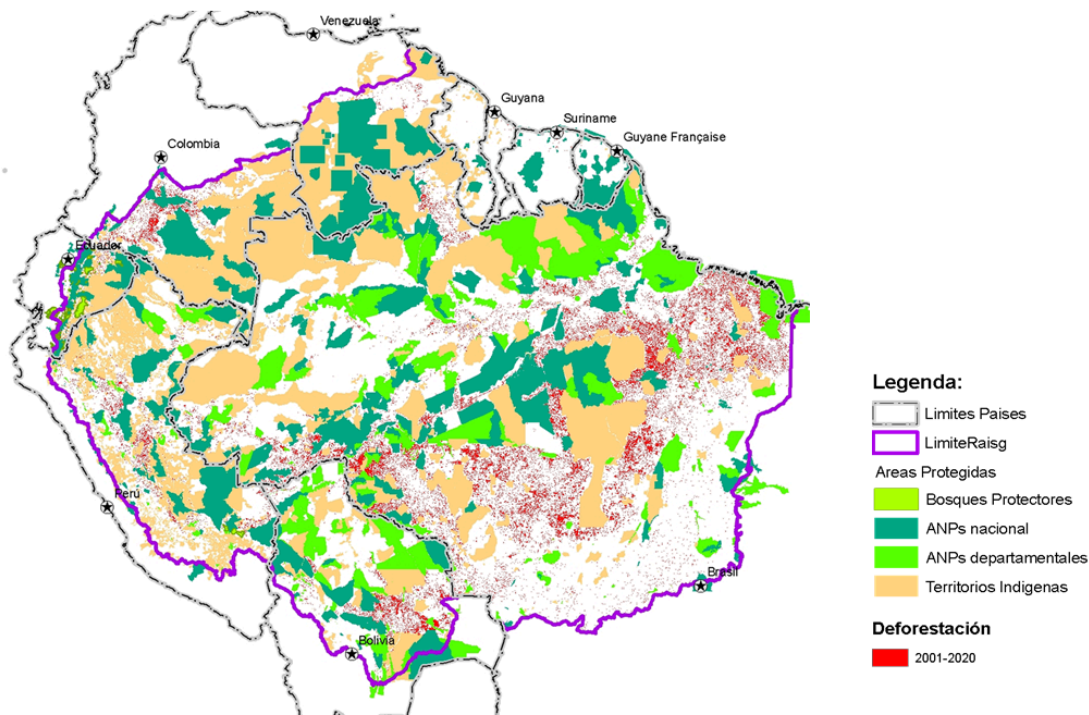 Venezuela
Guyana
Suriname
Guyane Française
Colombia
Ecuador
Perú
Brasil
Bolivia
Legenda:
Limites Paises
LimiteRaisg
Areas Protegidas
Bosques Protectores
ANPs nacional
ANPs departamentales
Territorios Indigenas
Deforestación
2001-2020